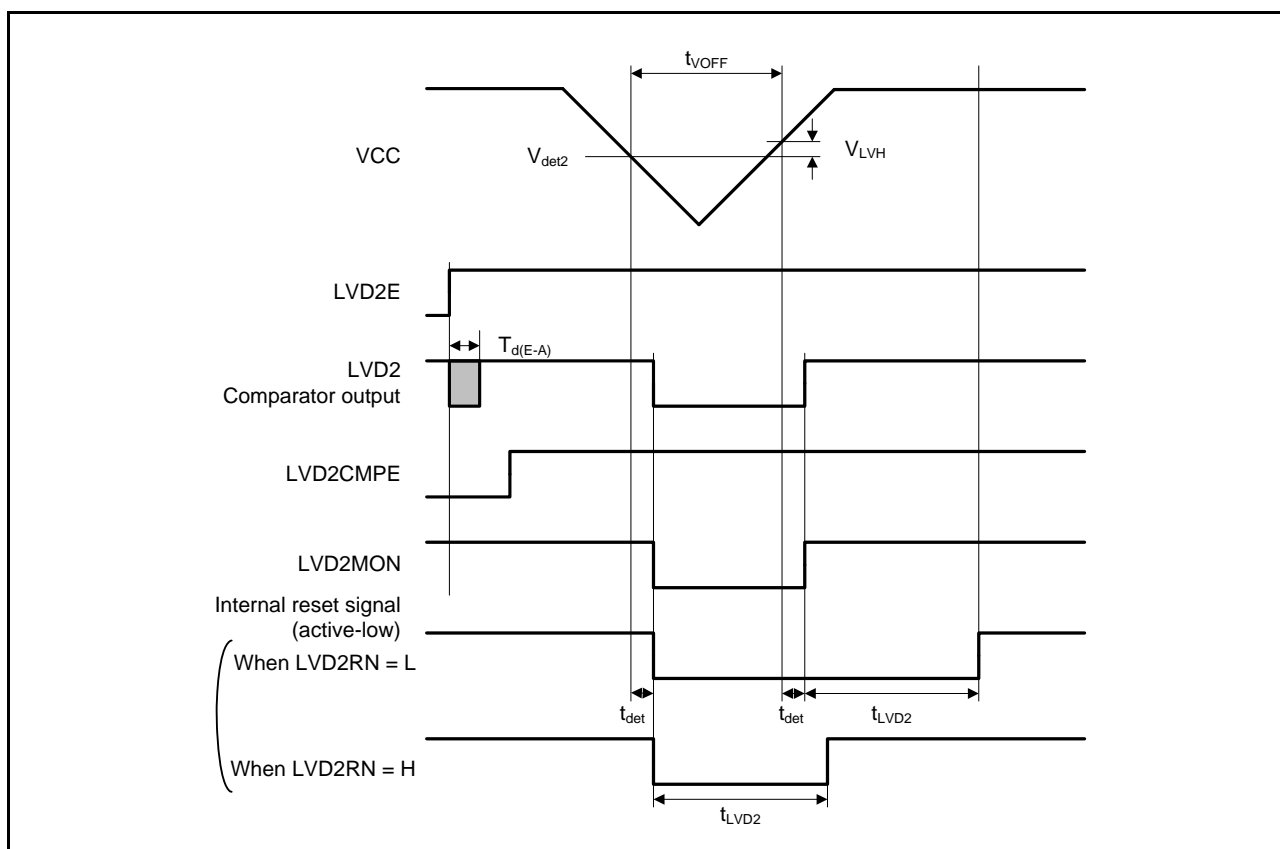 tVOFF
VCC
Vdet2
VLVH
LVD2E
Td(E-A)
LVD2
Comparator output
LVD2CMPE
LVD2MON
Internal reset signal
(active-low)
When LVD2RN = L
tdet
tdet
tLVD2
When LVD2RN = H
tLVD2